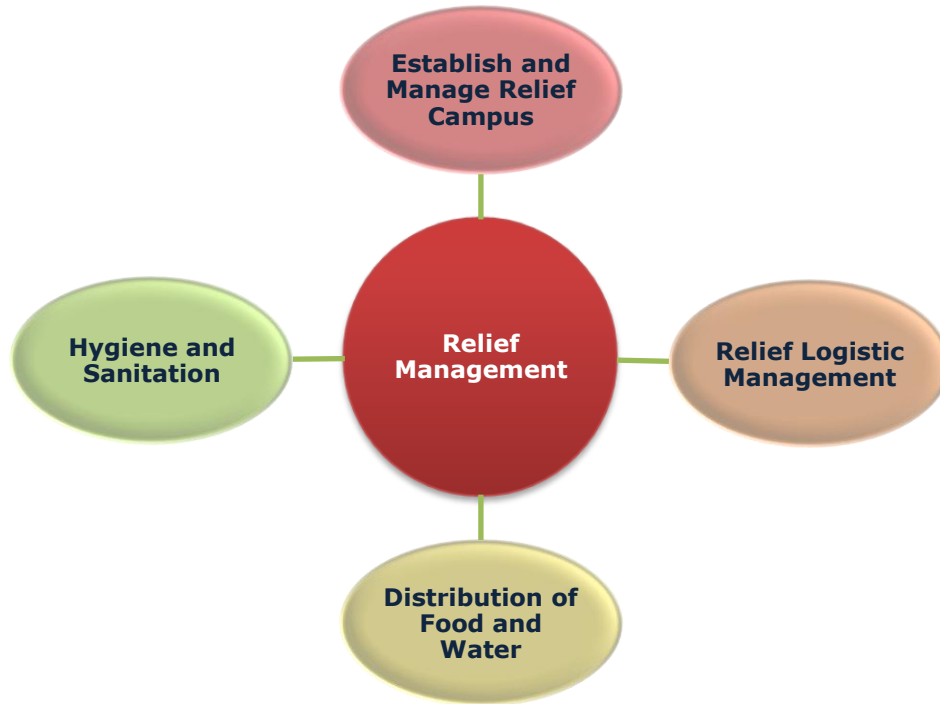 Establish and
Manage Relief
Campus
Hygiene and
Sanitation
Relief
Management
Relief Logistic
Management
Distribution of
Food and
Water